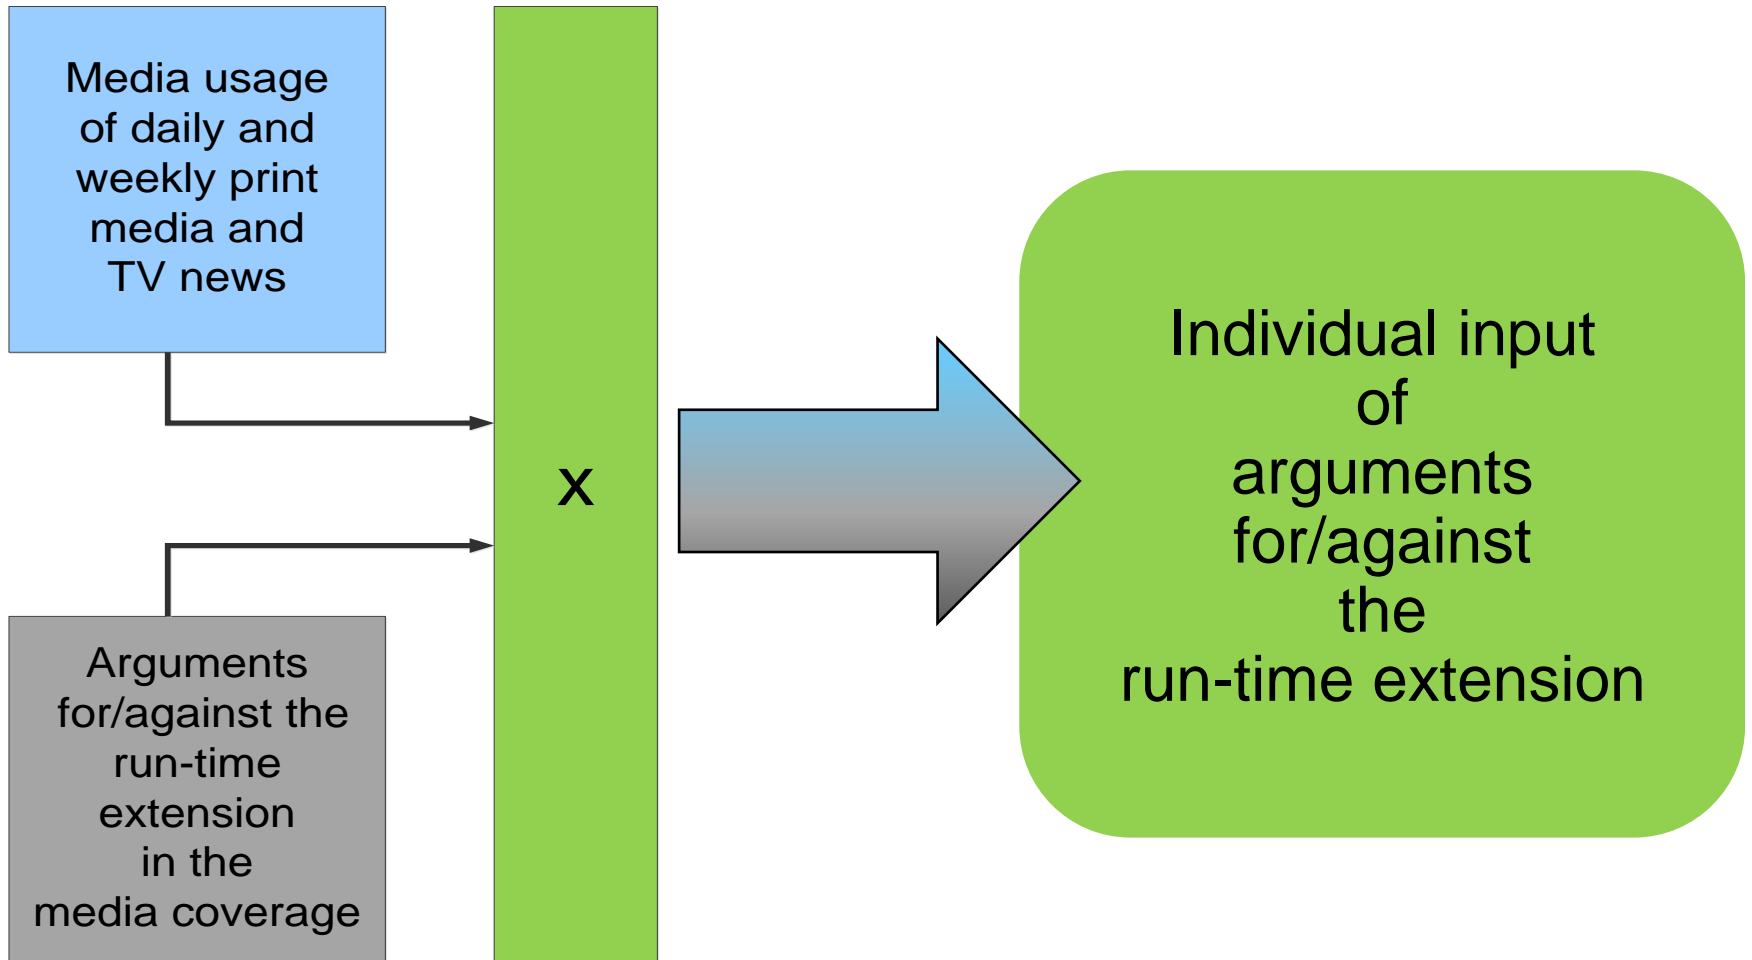 Media usage
of daily and
weekly print
media and
TV news
Arguments
for/against the
run-time
extension
in the
media coverage
x
Individual input
of
arguments
for/against
the
run-time extension